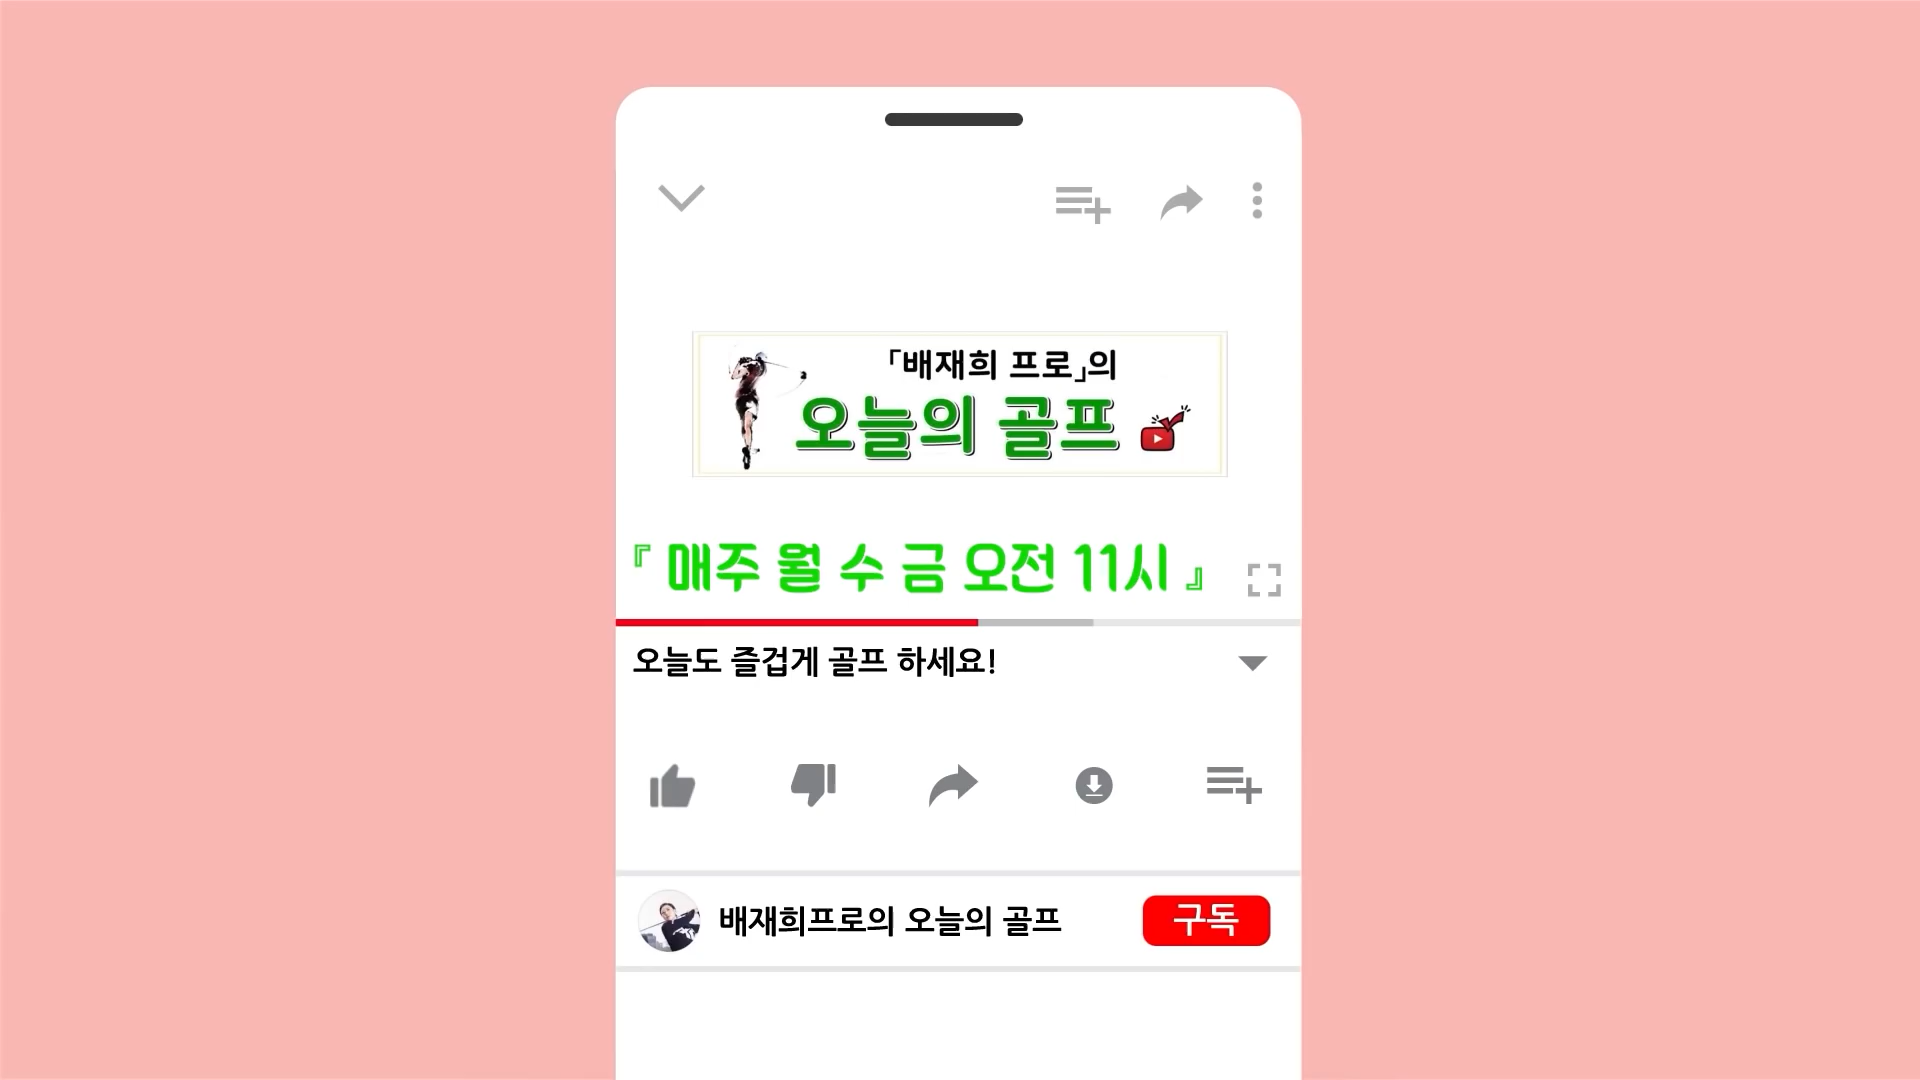 「배재희 프로」의
오늘의 골프
『 매주 월 수 금 오전 11시 』
오늘도 즐겁게 골프 하세요!
배재희프로의 오늘의 골프
구독